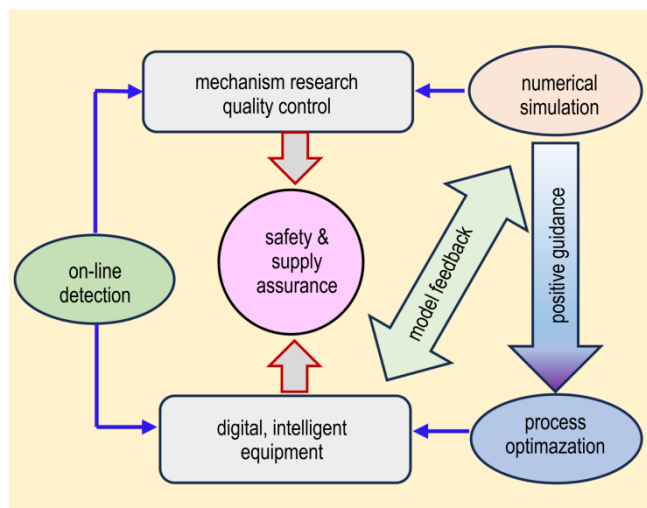 mechanism research
quality control
numerical
simulation
safety &
supply
assurance
on-line
detection
model feedback
positive guidance
digital, intelligent
equipment
process
optimazation